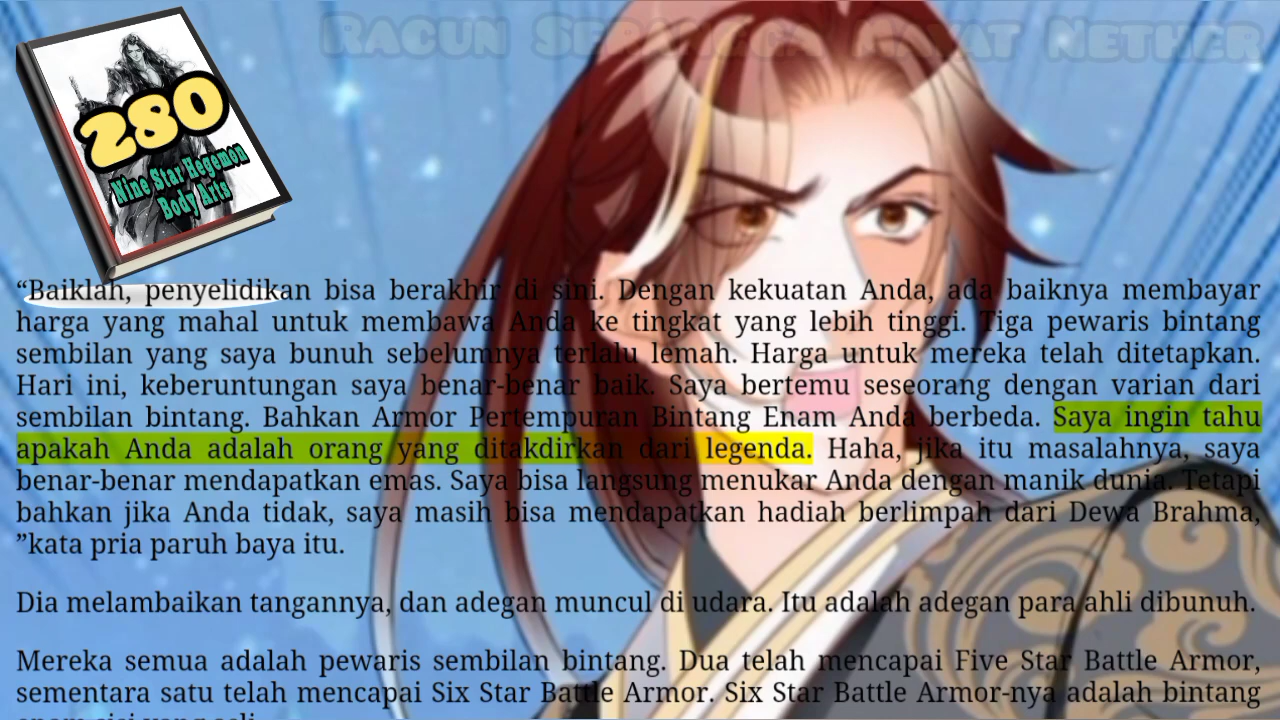 Racun Serangga Mayat Nether
280
Nine Star Hegemon
Body Arts
“Baiklah, penyelidikan bisa berakhir di sini. Dengan kekuatan Anda, ada baiknya membayar
harga yang mahal untuk membawa Anda ke tingkat yang lebih tinggi. Tiga pewaris bintang
sembilan yang saya bunuh sebelumnya terlalu lemah. Harga untuk mereka telah ditetapkan.
Hari ini, keberuntungan saya benar-benar baik. Saya bertemu seseorang dengan varian dari
sembilan bintang. Bahkan Armor Pertempuran Bintang Enam Anda berbeda. Saya ingin tahu
apakah Anda adalah orang yang ditakdirkan dari legenda. Haha, jika itu masalahnya, saya
benar-benar mendapatkan emas. Saya bisa langsung menukar Anda dengan manik dunia. Tetapi
bahkan jika Anda tidak, saya masih bisa mendapatkan hadiah berlimpah dari Dewa Brahma,
”kata pria paruh baya itu.
Dia melambaikan tangannya, dan adegan muncul di udara. Itu adalah adegan para ahli dibunuh.
Mereka semua adalah pewaris sembilan bintang. Dua telah mencapai Five Star Battle Armor,
sementara satu telah mencapai Six Star Battle Armor. Six Star Battle Armor-nya adalah bintang